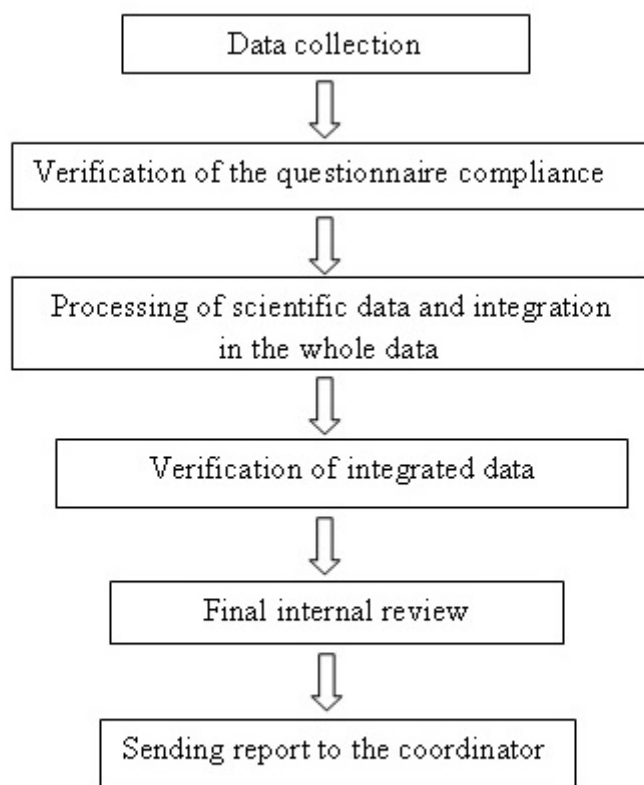 Data collection
Verification of the questionnaire compliance
Processing of scientific data and integration
in the whole data
Verification of integrated data
Final internal review
Sending report to the coordinator